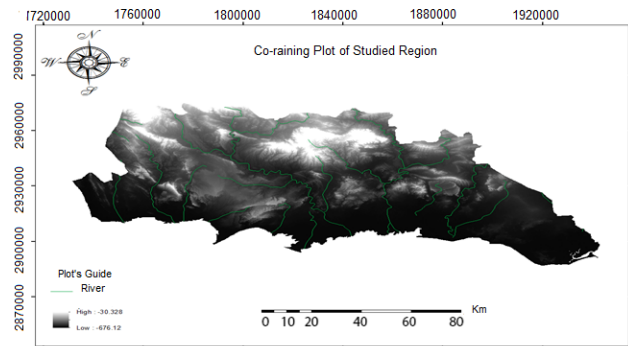 1720000 1760000 1800000 1840000 1880000 1920000
Co-raining Plot of Studied Region
N
W E
S
2990000
2960000
2930000
2900000
2870000
Plot's Guide
River
High : -30.328
Low : -676.12
Km
0 10 20 40 60 80